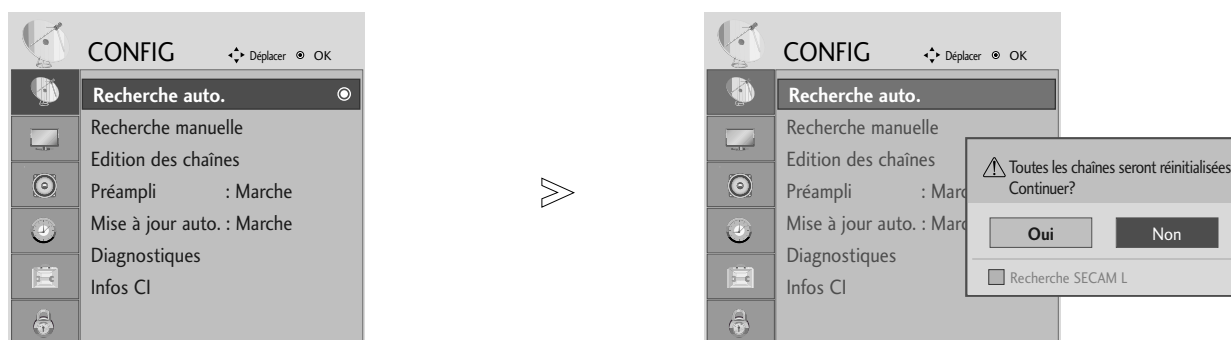 CONFIG Déplacer OK
Recherche auto.
Recherche manuelle
Edition des chaînes
Préampli : Marche
Mise à jour auto. : Marche
Diagnostiques
Infos CI
>
CONFIG Déplacer OK
Recherche auto.
Recherche manuelle
Edition des chaînes
Préampli : Marc
Mise à jour auto. : Marc
Diagnostiques
Infos CI
Toutes les chaînes seront réinitialisées
Continuer?
Oui Non
Recherche SECAM L